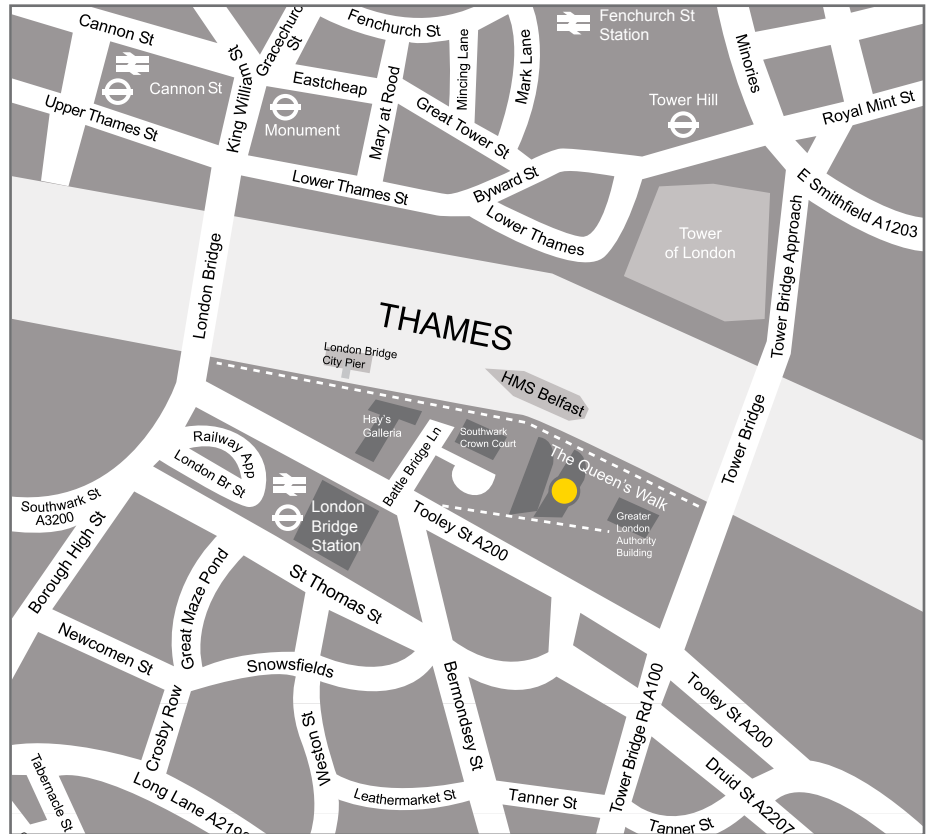 Cannon St
King William St
Gracechurch
St
Fenchurch St
Mincing Lane
Mark Lane
Fenchurch St
Station
Minories
Cannon St
Eastcheap
Monument
Mary at Rood
Great Tower St
Tower Hill
Royal Mint St
Upper Thames St
Lower Thames St
Byward St
Lower Thames
E Smithfield A1203
Tower
of London
Tower Bridge Approach
London Bridge
THAMES
London Bridge
City Pier
HMS Belfast
Tower Bridge
Hay's
Galleria
Southwark
Crown Court
Battle Bridge Ln
The Queen's Walk
Railway App
London Br St
London
Bridge
Station
Greater
London
Authority
Building
Southwark St
A3200
Borough High St
Tooley St A200
St Thomas St
Great Maze Pond
Newcomen St
Snowsfields
Crosby Row
Weston St
Bermondsey St
Tower Bridge Rd A100
Tooley St A200
Druid St A2207
Tabernacle St
Long Lane A219
Leathermarket St
Tanner St
Tanner St